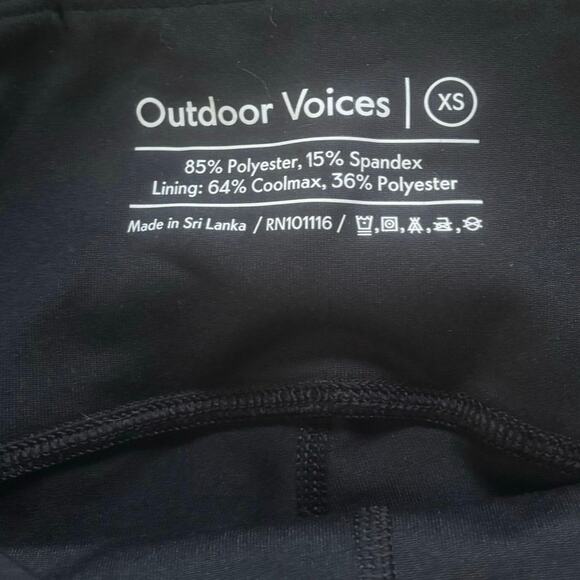 Outdoor Voices | XS
85% Polyester, 15% Spandex
Lining: 64% Coolmax, 36% Polyester
Made in Sri Lanka / RN101116 /